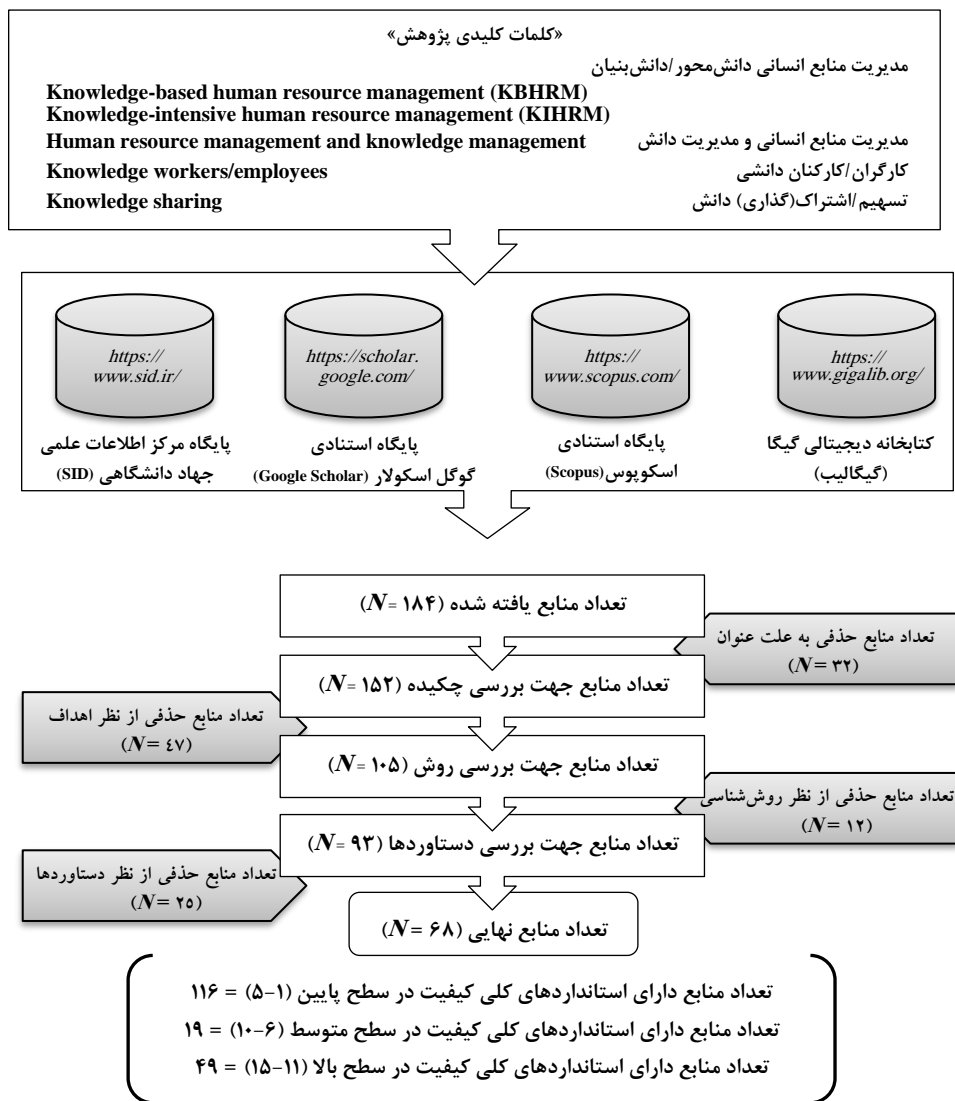 «کلمات کلیدی پژوهش»
مدیریت منابع انسانی دانش‌محور/دانش‌بنیان
Knowledge-based human resource management (KBHRM)
Knowledge-intensive human resource management (KIHRM)
مدیریت منابع انسانی و مدیریت دانش Human resource management and knowledge management
کارگران/کارکنان دانشی Knowledge workers/employees
تسهیم/اشتراک(گذاری) دانش Knowledge sharing
https://
www.gigalib.org/
کتابخانه دیجیتالی گیگا
(گیگالیب)
https://
www.scopus.com/
پایگاه استنادی
اسکوپوس(Scopus)
https://scholar.
google.com/
پایگاه استنادی
گوگل اسکولار (Google Scholar)
https://
www.sid.ir/
پایگاه مرکز اطلاعات علمی
جهاد دانشگاهی (SID)
تعداد منابع یافته شده (N= ۱۸۴)
تعداد منابع حذفی به علت عنوان
(N= ۳۲)
تعداد منابع جهت بررسی چکیده (N= ۱۵۲)
تعداد منابع حذفی از نظر اهداف
(N= ٤٧)
تعداد منابع جهت بررسی روش (N= ۱۰۵)
تعداد منابع حذفی از نظر روش‌شناسی
(N= ۱۲)
تعداد منابع جهت بررسی دستاوردها (N= ۹۳)
تعداد منابع حذفی از نظر دستاوردها
(N= ٢٥)
تعداد منابع نهایی (N= ۶۸)
تعداد منابع دارای استانداردهای کلی کیفیت در سطح پایین (۱-۵) = ۱۱۶
تعداد منابع دارای استانداردهای کلی کیفیت در سطح متوسط (۶-۱۰) = ۱۹
تعداد منابع دارای استانداردهای کلی کیفیت در سطح بالا (۱۱-۱۵) = ۴۹